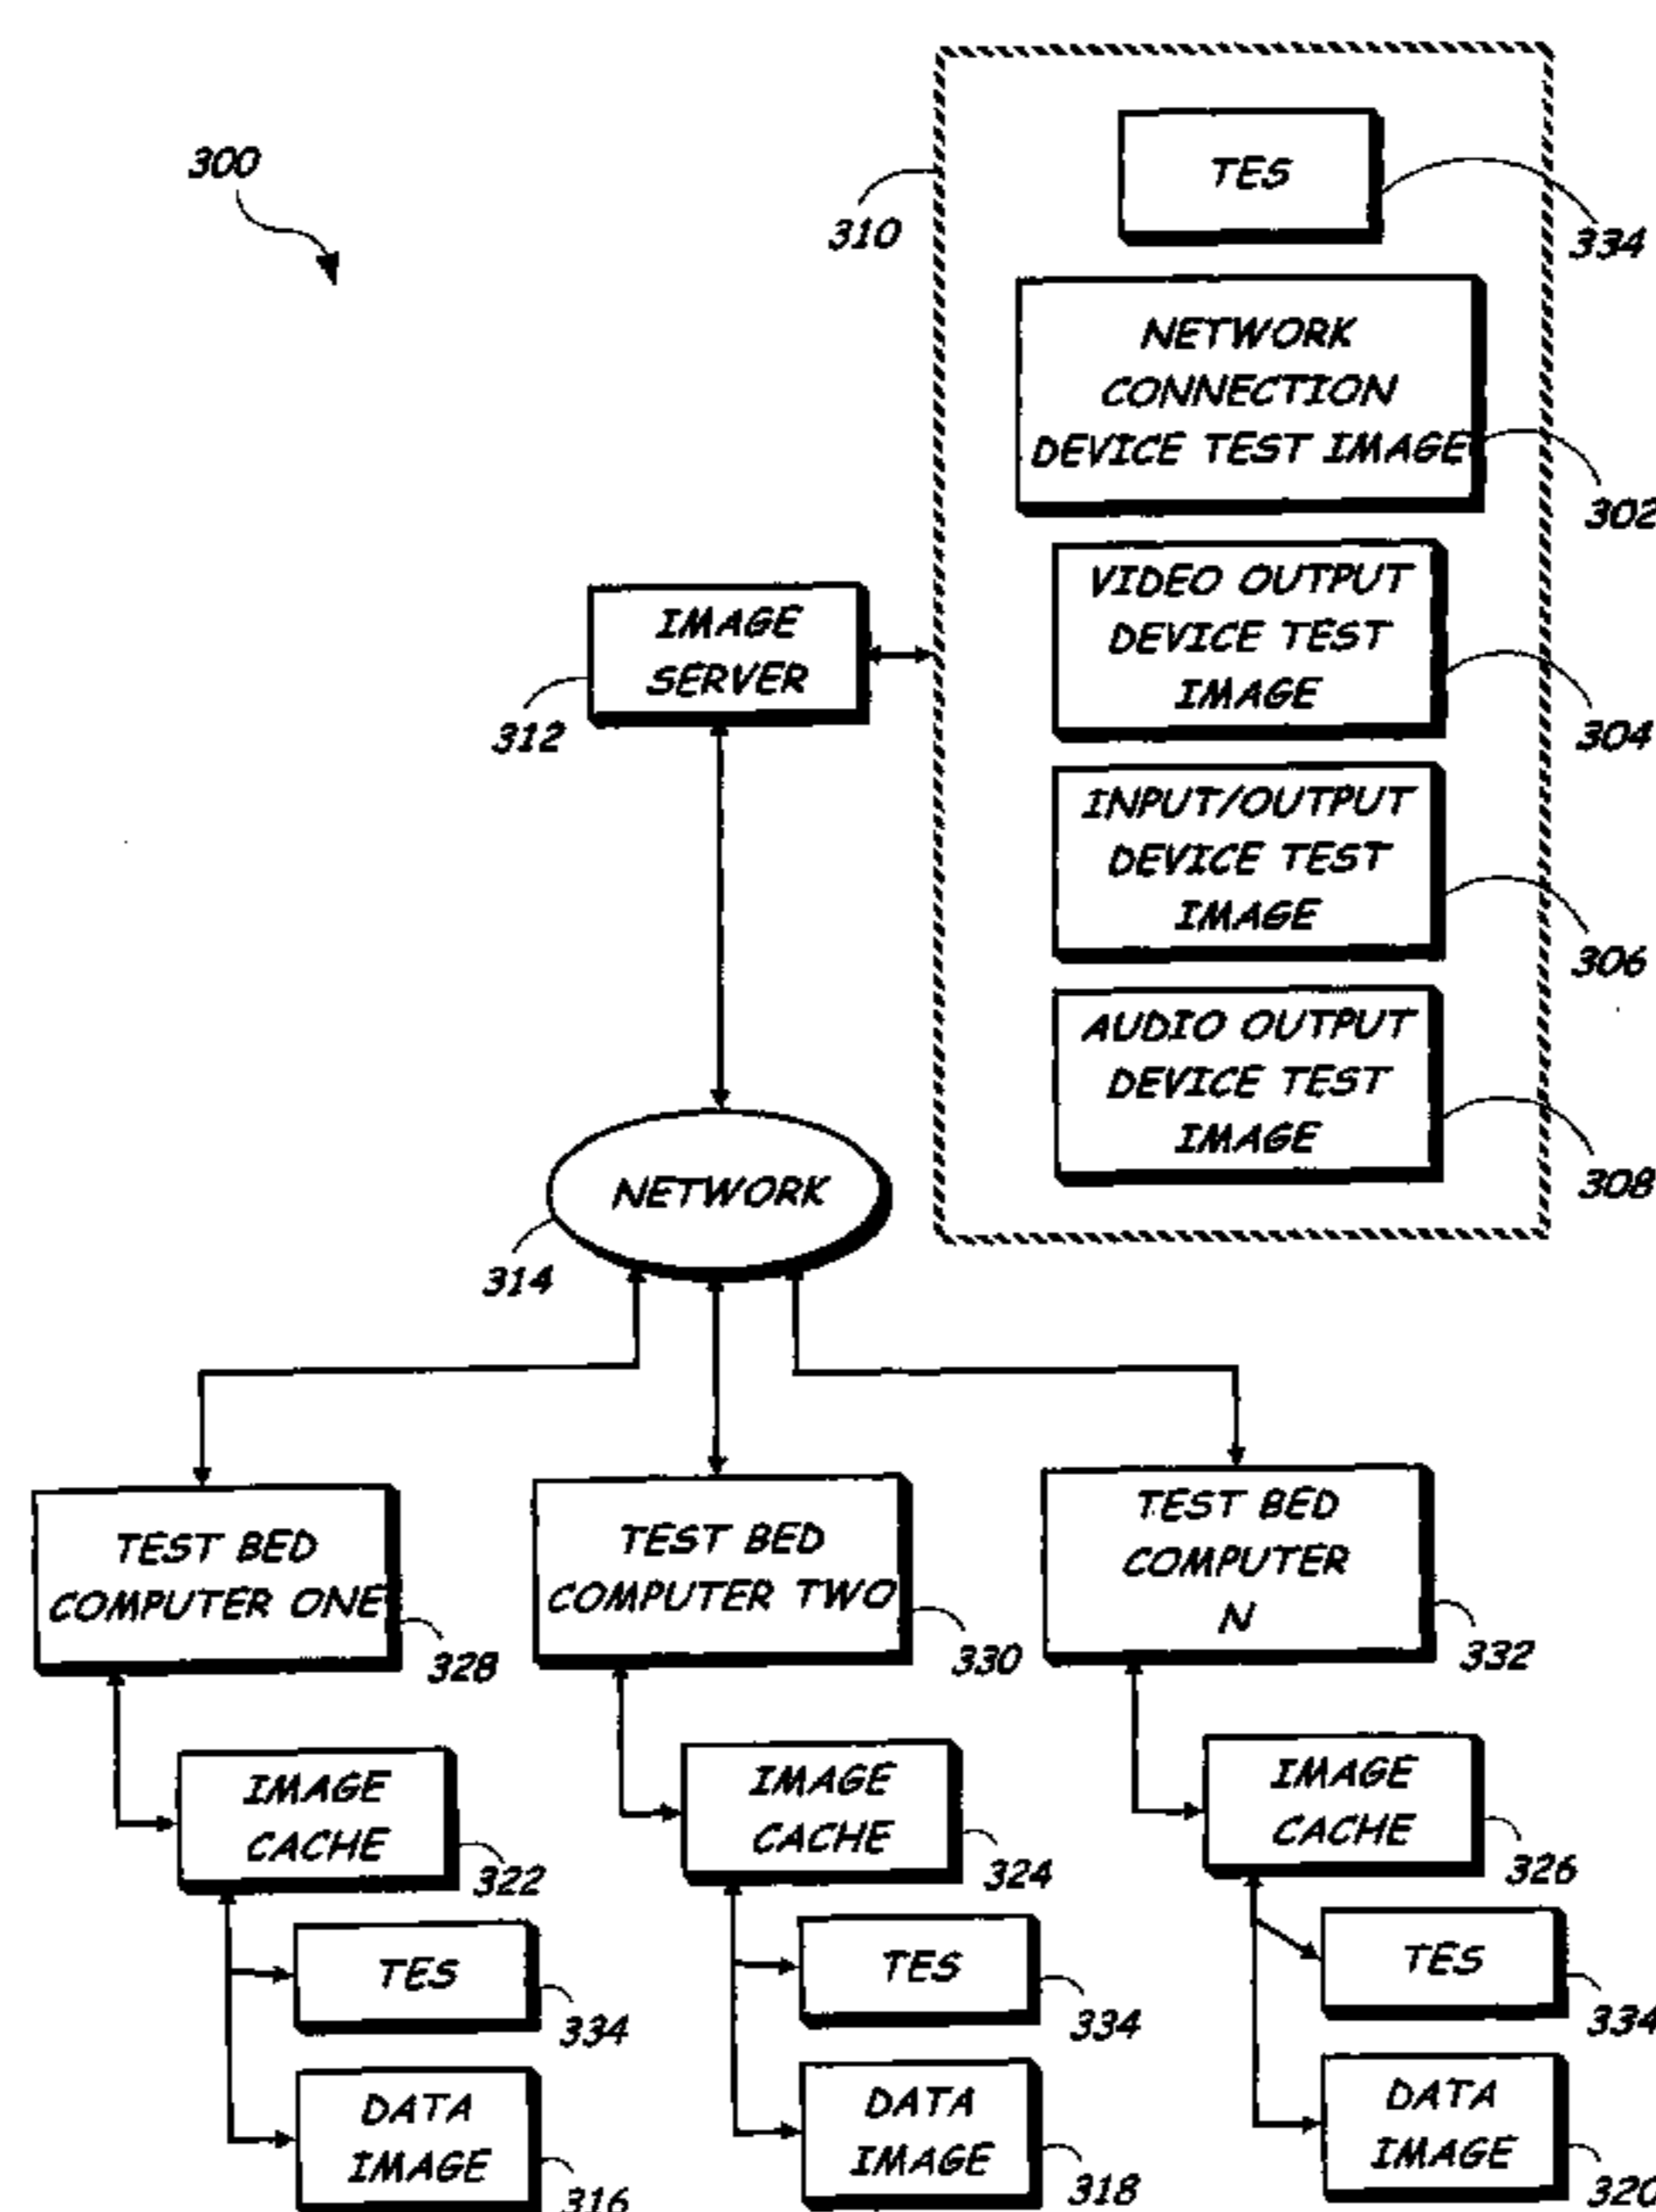 300
310
TES
334
NETWORK
CONNECTION
DEVICE TEST IMAGE
302
VIDEO OUTPUT
DEVICE TEST
IMAGE
304
INPUT/OUTPUT
DEVICE TEST
IMAGE
306
AUDIO OUTPUT
DEVICE TEST
IMAGE
308
IMAGE
SERVER
312
NETWORK
314
TEST BED
COMPUTER ONE
328
TEST BED
COMPUTER TWO
330
TEST BED
COMPUTER
N
332
IMAGE
CACHE
322
IMAGE
CACHE
324
IMAGE
CACHE
326
TES
334
TES
334
TES
334
DATA
IMAGE
316
DATA
IMAGE
318
DATA
IMAGE
320